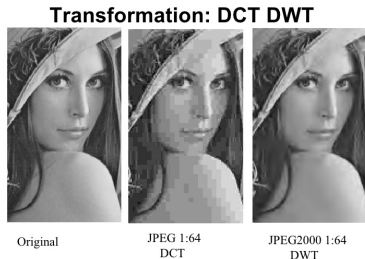 Transformation: DCT DWT
Original
JPEG 1:64
DCT
JPEG2000 1:64
DWT